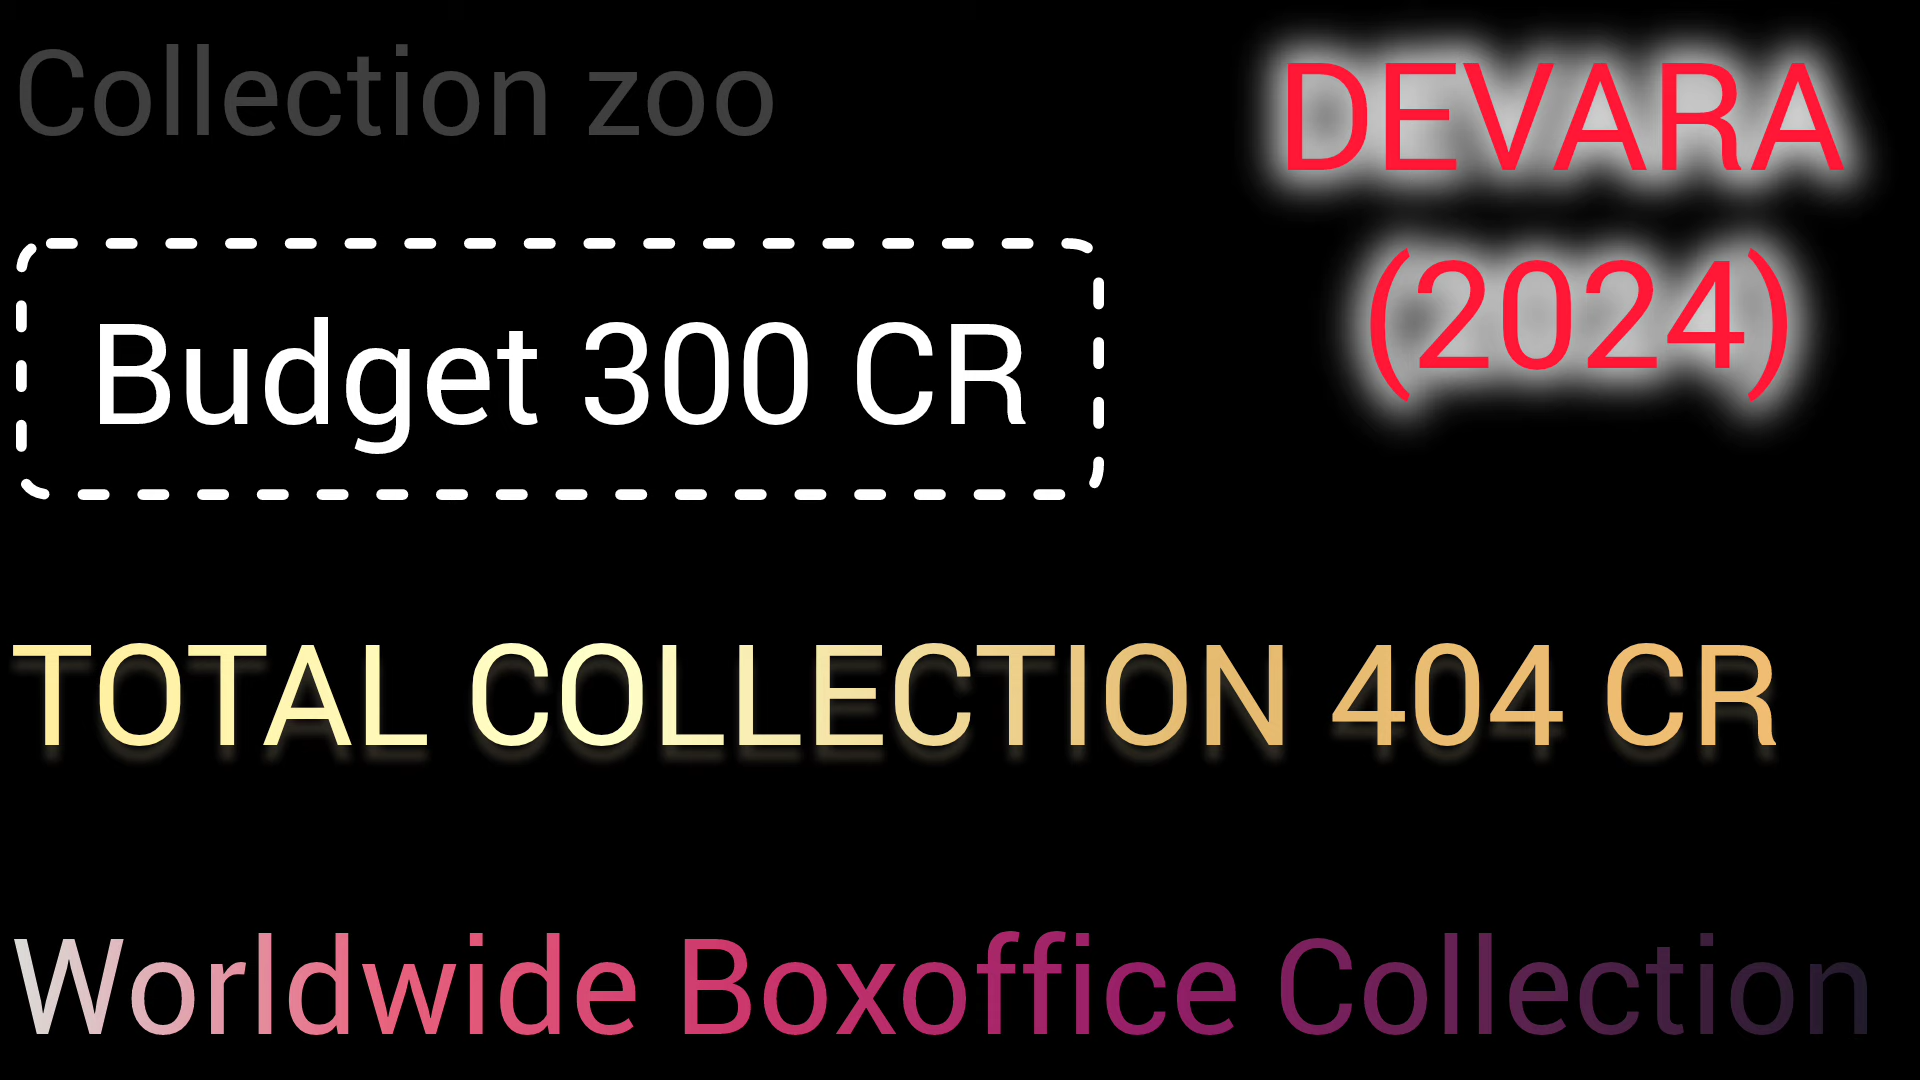 Collection zoo
DEVARA
(2024)
Budget 300 CR
TOTAL COLLECTION 404 CR
Worldwide Boxoffice Collection